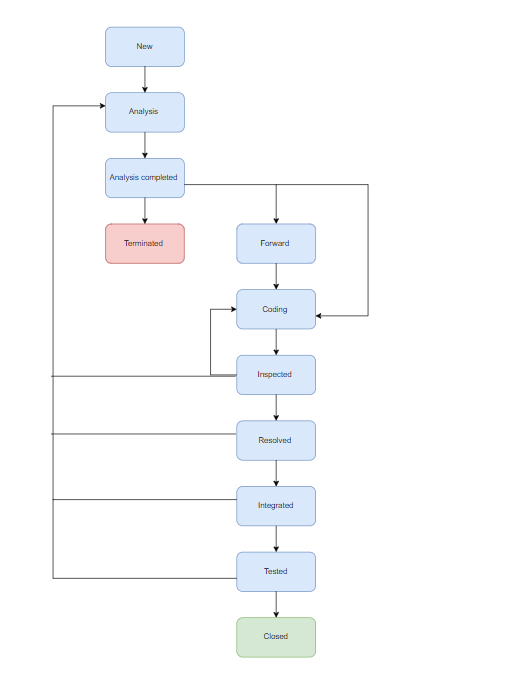 New
Analysis
Analysis completed
Terminated
Forward
Coding
Inspected
Resolved
Integrated
Tested
Closed